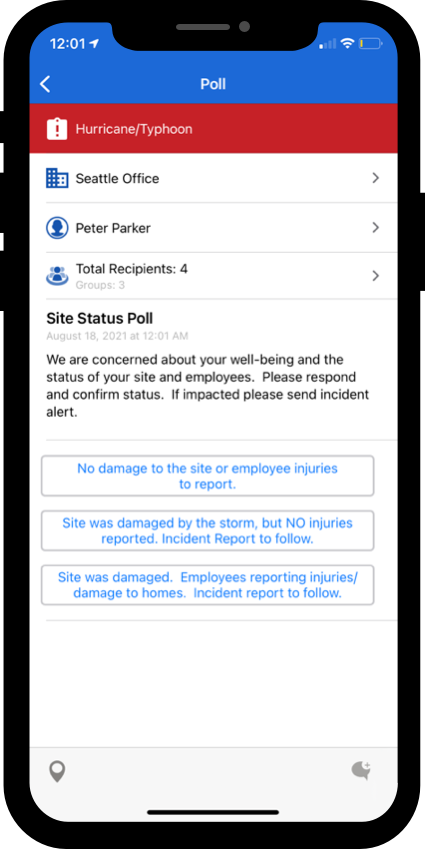 12:01
Poll
Hurricane/Typhoon
Seattle Office
Peter Parker
Total Recipients: 4
Groups: 3
Site Status Poll
August 18, 2021 at 12:01 AM
We are concerned about your well-being and the
status of your site and employees.  Please respond
and confirm status.  If impacted please send incident
alert.
No damage to the site or employee injuries
to report.
Site was damaged by the storm, but NO injuries
reported. Incident Report to follow.
Site was damaged.  Employees reporting injuries/
damage to homes.  Incident report to follow.